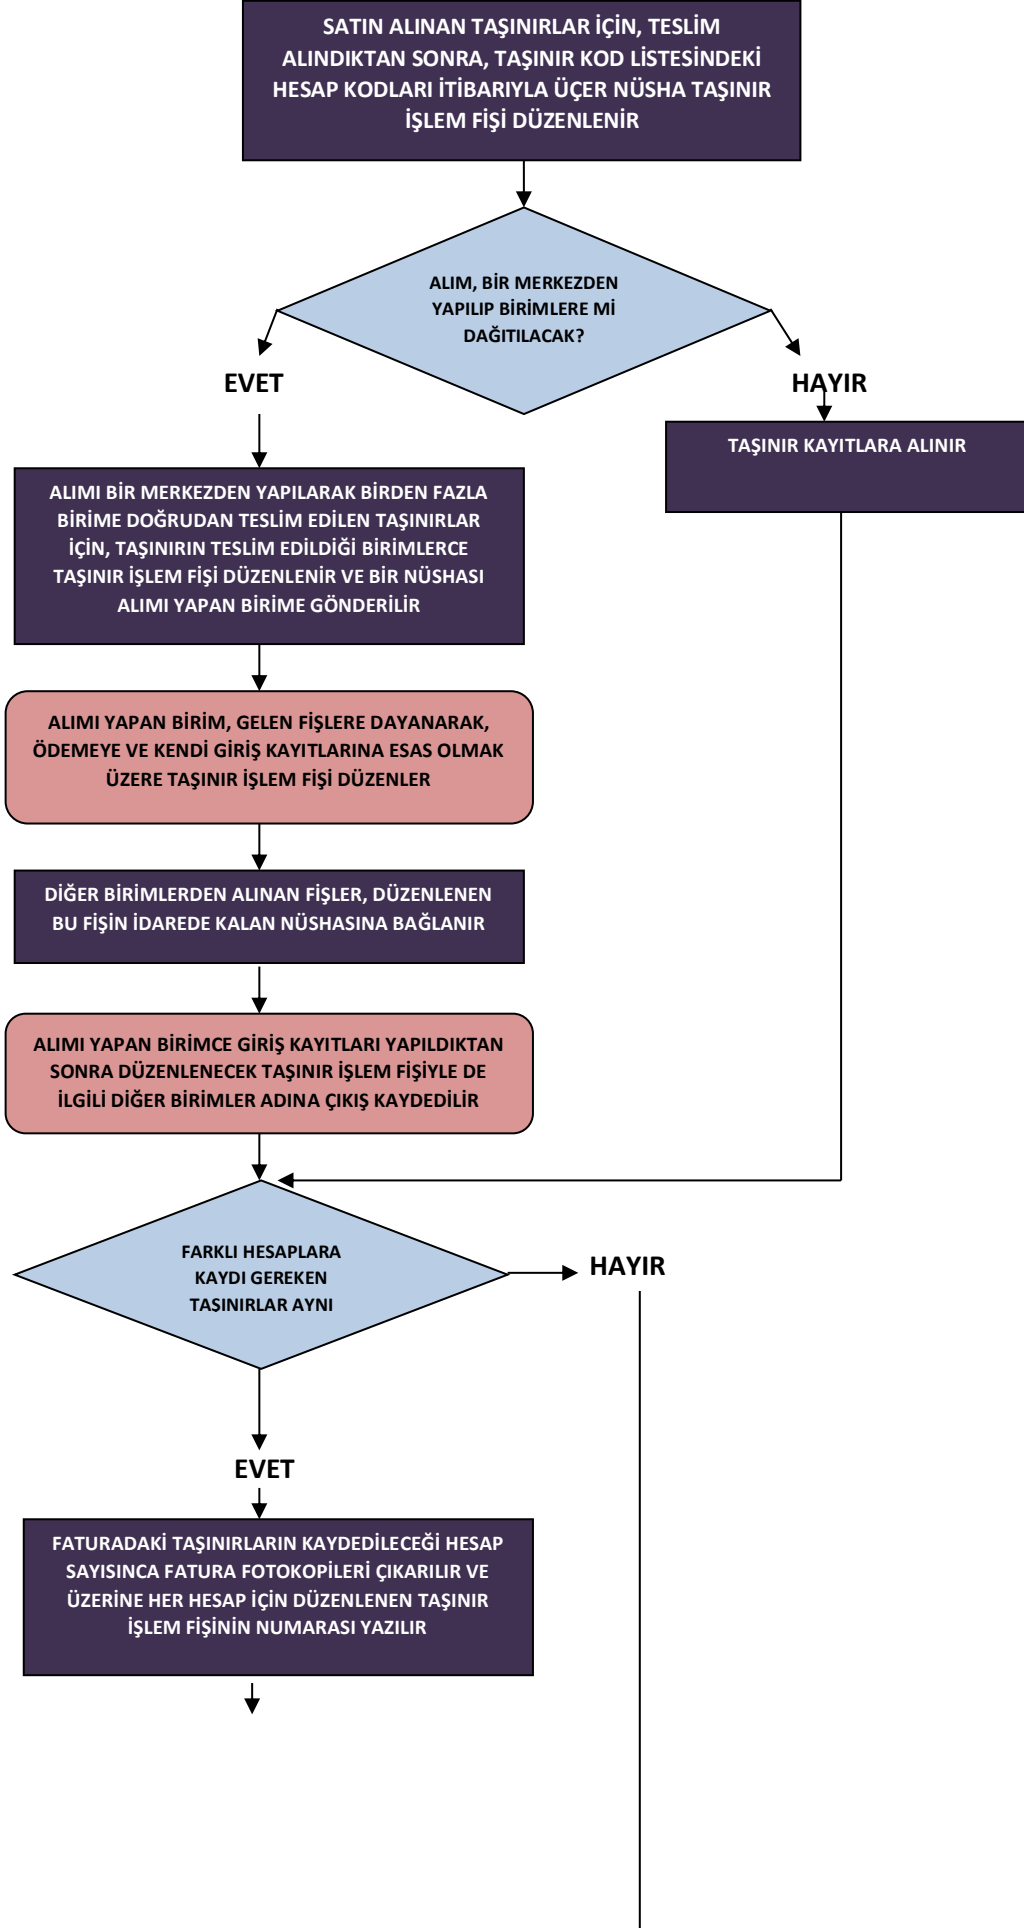 SATIN ALINAN TAŞINIRLAR İÇİN, TESLİM
ALINDIKTAN SONRA, TAŞINIR KOD LİSTESİNDEKİ
HESAP KODLARI İTİBARIYLA ÜÇER NÜSHA TAŞINIR
İŞLEM FİŞİ DÜZENLENİR
ALIM, BİR MERKEZDEN
YAPILIP BİRİMLERE Mİ
DAĞITILACAK?
EVET
HAYIR
TAŞINIR KAYITLARA ALINIR
ALIMI BİR MERKEZDEN YAPILARAK BİRDEN FAZLA
BİRİME DOĞRUDAN TESLİM EDİLEN TAŞINIRLAR
İÇİN, TAŞINIRIN TESLİM EDİLDİĞİ BİRİMLERCE
TAŞINIR İŞLEM FİŞİ DÜZENLENİR VE BİR NÜSHASI
ALIMI YAPAN BİRİME GÖNDERİLİR
ALIMI YAPAN BİRİM, GELEN FİŞLERE DAYANARAK,
ÖDEMEYE VE KENDİ GİRİŞ KAYITLARINA ESAS OLMAK
ÜZERE TAŞINIR İŞLEM FİŞİ DÜZENLER
DİĞER BİRİMLERDEN ALINAN FİŞLER, DÜZENLENEN
BU FİŞİN İDAREDE KALAN NÜSHASINA BAĞLANIR
ALIMI YAPAN BİRİMCE GİRİŞ KAYITLARI YAPILDIKTAN
SONRA DÜZENLENECEK TAŞINIR İŞLEM FİŞİYLE DE
İLGİLİ DİĞER BİRİMLER ADINA ÇIKIŞ KAYDEDİLİR
FARKLI HESAPLARA
KAYDI GEREKEN
TAŞINIRLAR AYNI
HAYIR
EVET
FATURADAKİ TAŞINIRLARIN KAYDEDİLECEĞİ HESAP
SAYISINCA FATURA FOTOKOPİLERİ ÇIKARILIR VE
ÜZERİNE HER HESAP İÇİN DÜZENLENEN TAŞINIR
İŞLEM FİŞİNİN NUMARASI YAZILIR